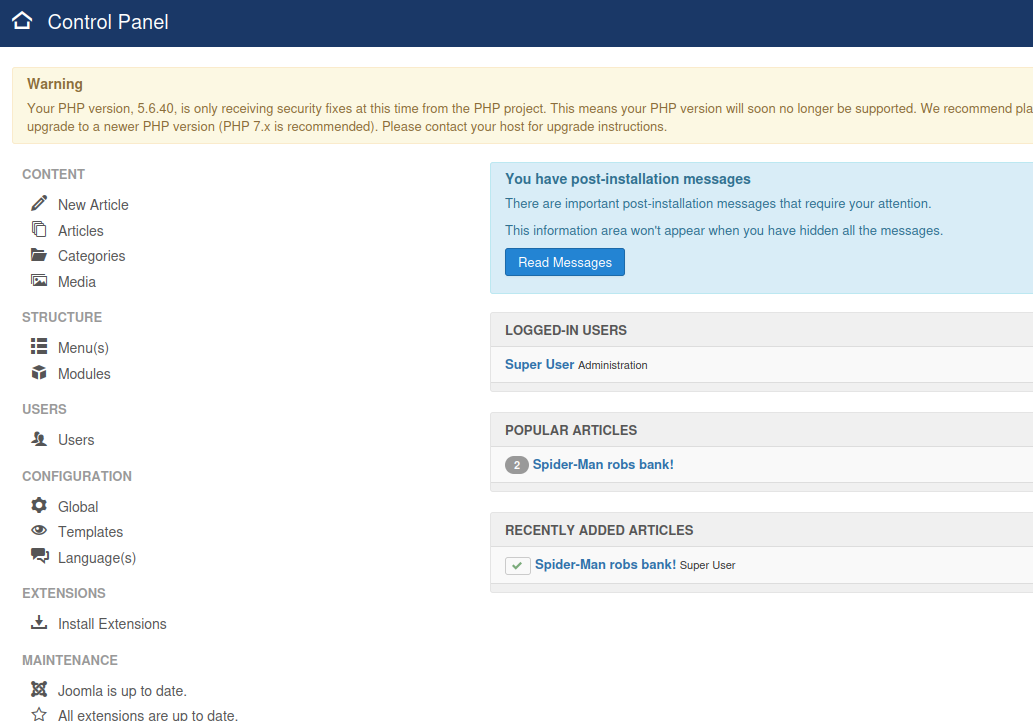 Control Panel
Warning
Your PHP version, 5.6.40, is only receiving security fixes at this time from the PHP project. This means your PHP version will soon no longer be supported. We recommend
upgrade to a newer PHP version (PHP 7.x is recommended). Please contact your host for upgrade instructions.
CONTENT
New Article
Articles
Categories
Media
STRUCTURE
Menu(s)
Modules
USERS
Users
CONFIGURATION
Global
Templates
Language(s)
EXTENSIONS
Install Extensions
MAINTENANCE
Joomla is up to date.
All extensions are up to date.
You have post-installation messages
There are important post-installation messages that require your attention.
This information area won't appear when you have hidden all the messages.
Read Messages
LOGGED-IN USERS
Super User Administration
POPULAR ARTICLES
2 Spider-Man robs bank!
RECENTLY ADDED ARTICLES
Spider-Man robs bank! Super User